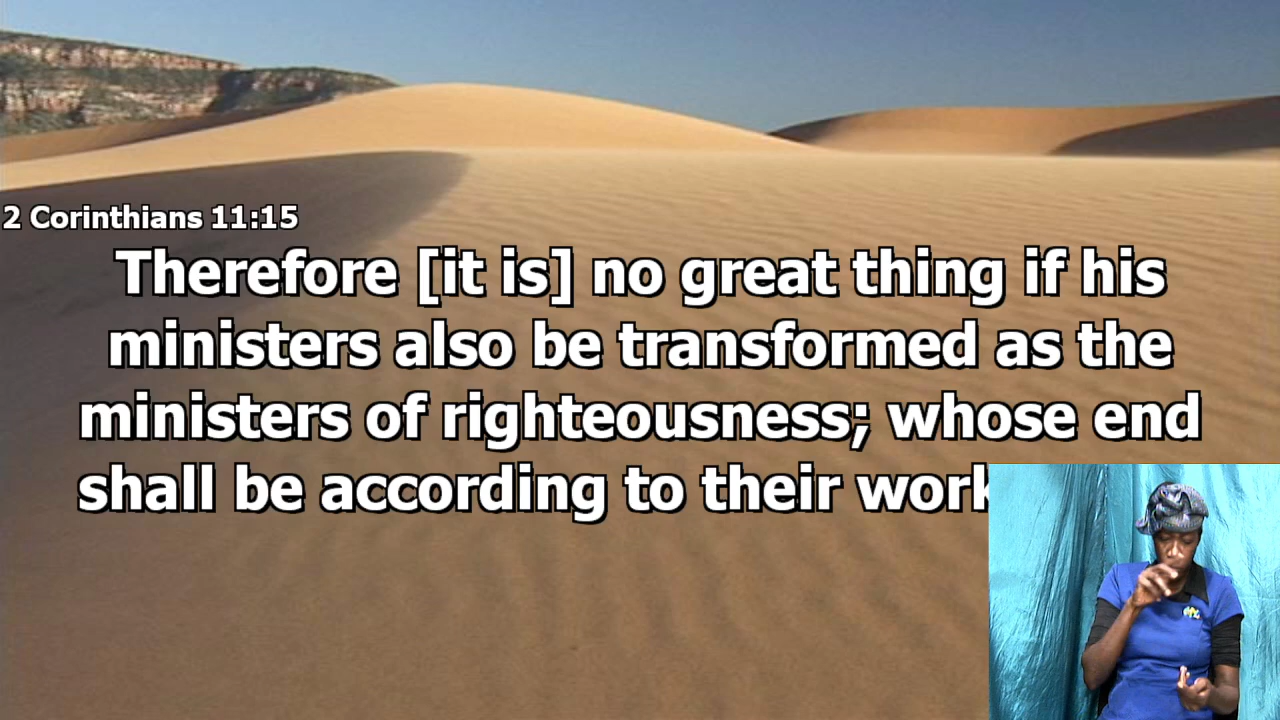 2 Corinthians 11:15
Therefore [it is] no great thing if his
ministers also be transformed as the
ministers of righteousness; whose end
shall be according to their work